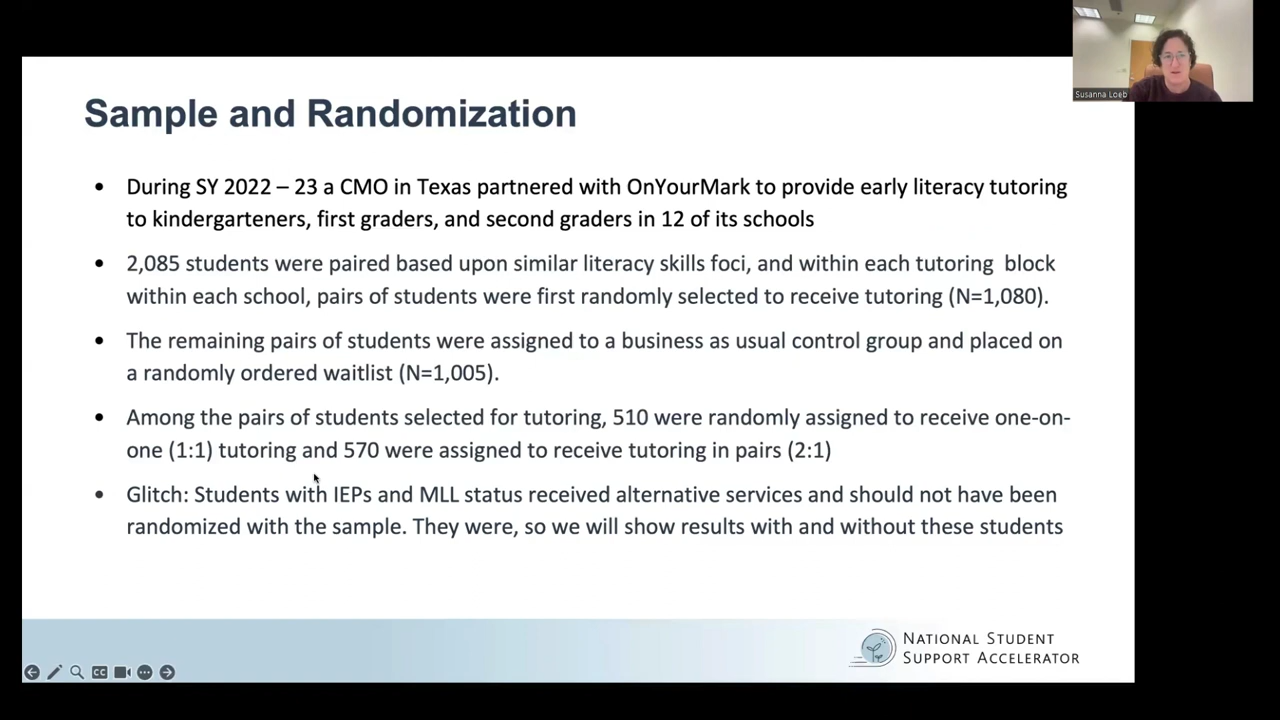 Susanna Loeb
Sample and Randomization
• During SY 2022 – 23 a CMO in Texas partnered with OnYourMark to provide early literacy tutoring
to kindergarteners, first graders, and second graders in 12 of its schools
• 2,085 students were paired based upon similar literacy skills foci, and within each tutoring block
within each school, pairs of students were first randomly selected to receive tutoring (N=1,080).
• The remaining pairs of students were assigned to a business as usual control group and placed on
a randomly ordered waitlist (N=1,005).
• Among the pairs of students selected for tutoring, 510 were randomly assigned to receive one-on-
one (1:1) tutoring and 570 were assigned to receive tutoring in pairs (2:1)
• Glitch: Students with IEPs and MLL status received alternative services and should not have been
randomized with the sample. They were, so we will show results with and without these students
NATIONAL STUDENT
SUPPORT ACCELERATOR
CC